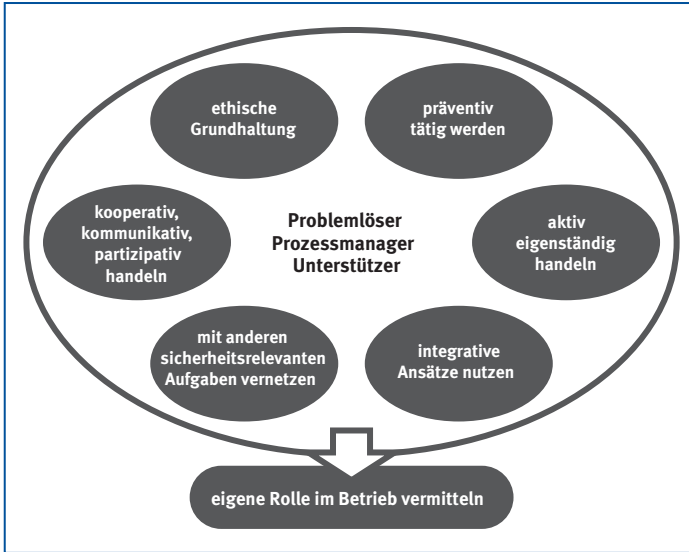 ethische
Grundhaltung
präventiv
tätig werden
kooperativ,
kommunikativ,
partizipativ
handeln
Problemlöser
Prozessmanager
Unterstützer
aktiv
eigenständig
handeln
mit anderen
sicherheitsrelevanten
Aufgaben vernetzen
integrative
Ansätze nutzen
eigene Rolle im Betrieb vermitteln